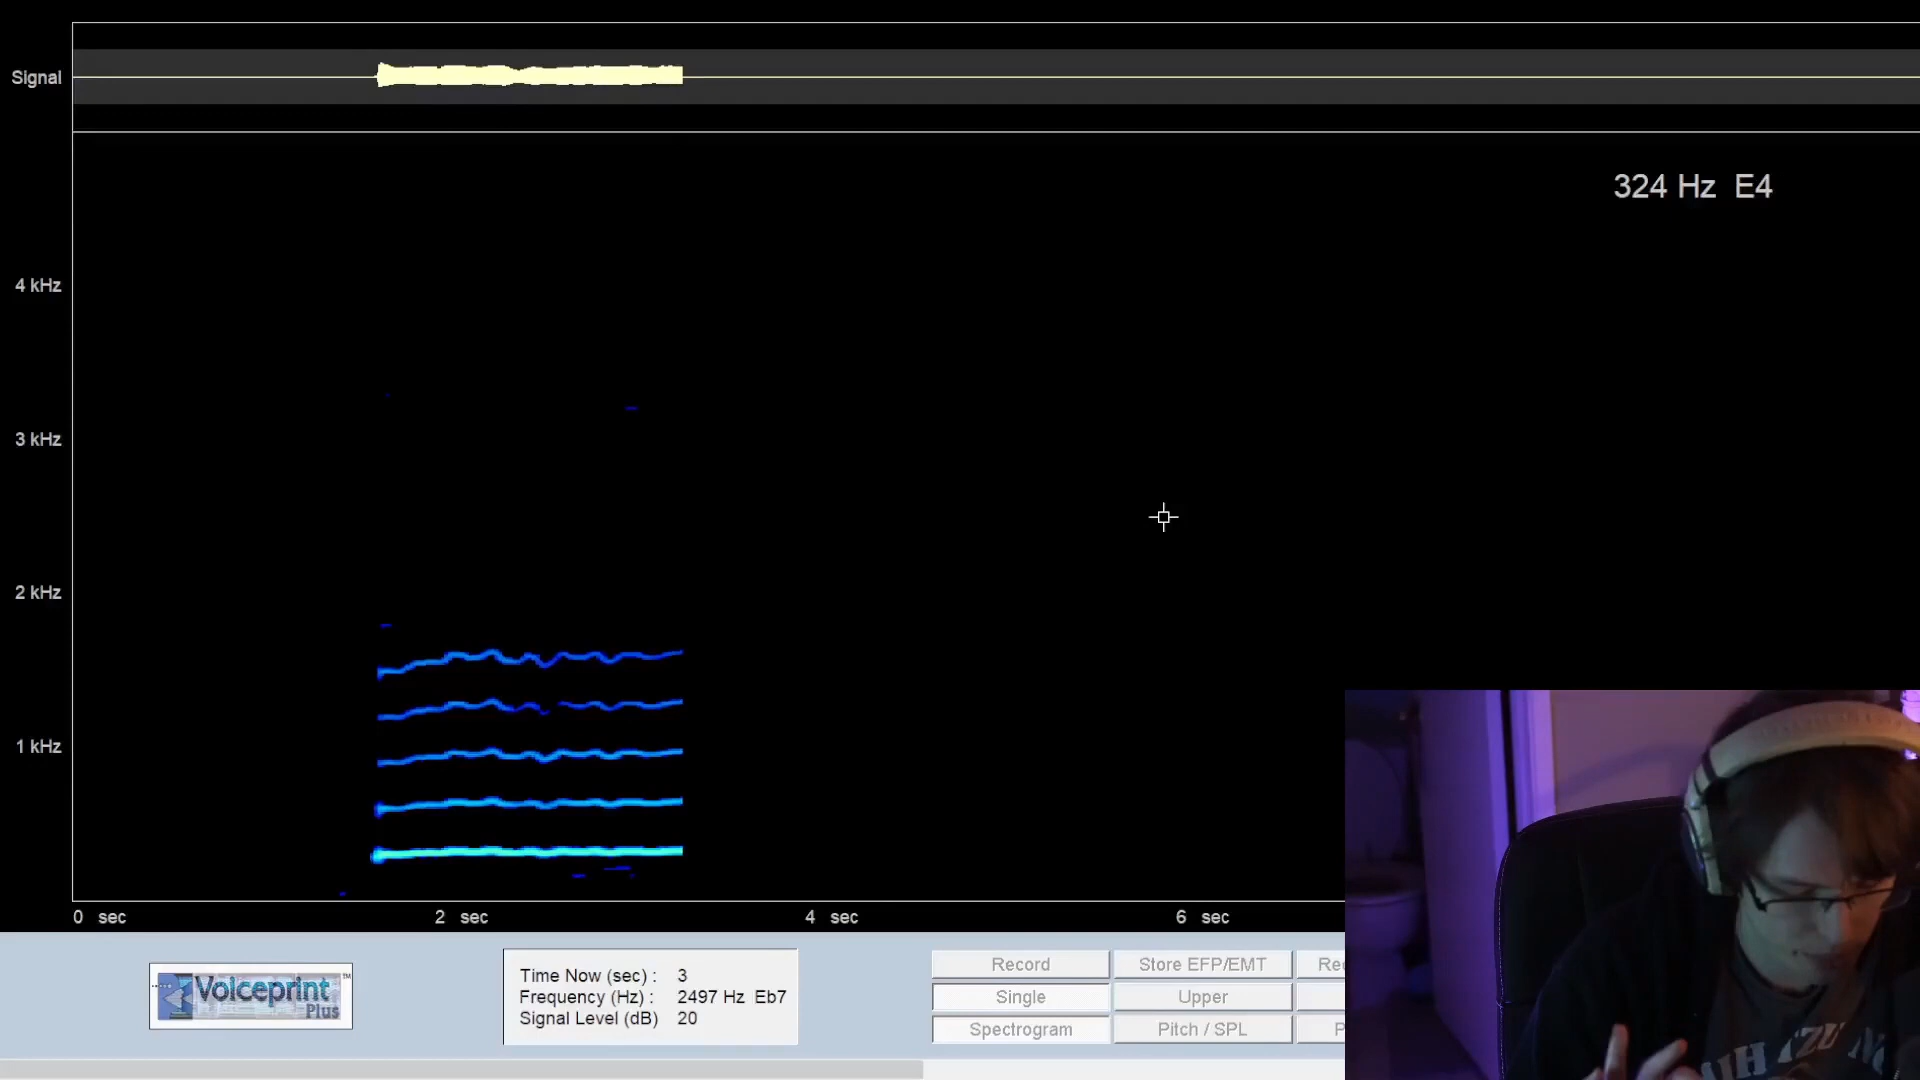 Signal
324 Hz E4
4 kHz
3 kHz
2 kHz
1 kHz
0 sec
2 sec
4 sec
6 sec
Voiceprint™
Plus
Time Now (sec) : 3
Frequency (Hz) : 2497 Hz Eb7
Signal Level (dB) 20
Record
Store EFP/EMT
Single
Upper
Spectrogram
Pitch / SPL